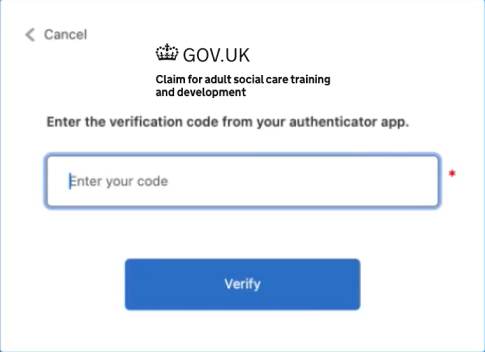 Cancel
GOV.UK
Claim for adult social care training
and development
Enter the verification code from your authenticator app.
Enter your code
*
Verify